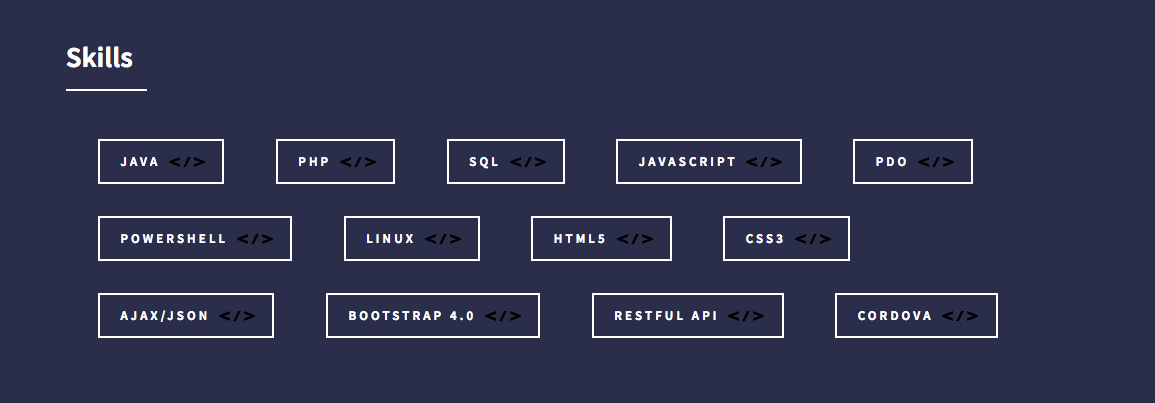 Skills
JAVA </> PHP </> SQL </> JAVASCRIPT </> PDO </>
POWERSHELL </> LINUX </> HTML5 </> CSS3 </>
AJAX/JSON </> BOOTSTRAP 4.0 </> RESTFUL API </> CORDOVA </>